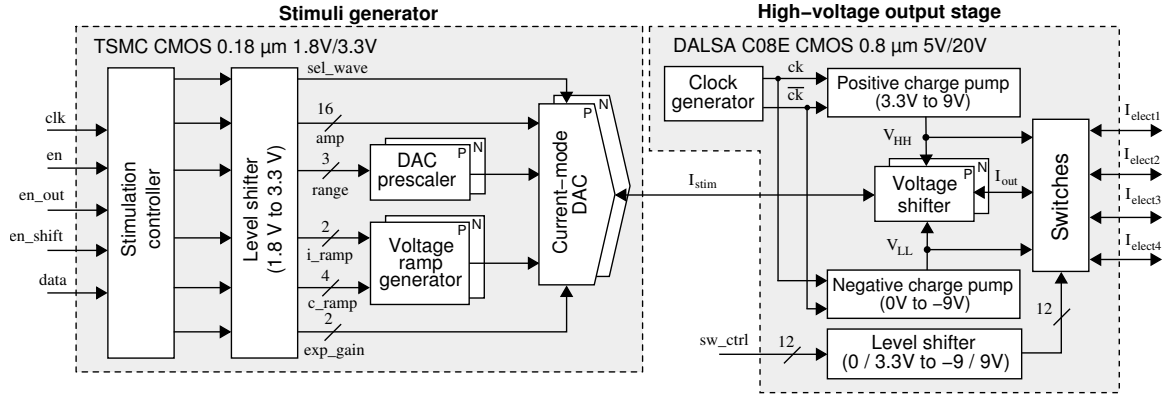 Stimuli generator
High-voltage output stage
TSMC CMOS 0.18 μm 1.8V/3.3V
DALSA C08E CMOS 0.8 μm 5V/20V
clk
en
en_out
en_shift
data
Stimulation
controller
Level shifter
(1.8 V to 3.3 V)
sel_wave
16
amp
3
range
2
i_ramp
4
c_ramp
2
exp_gain
DAC
prescaler
P
N
Voltage
ramp
generator
P
N
Current-mode
DAC
P
N
I_stim
Clock
generator
ck
c̅k̅
Positive charge pump
(3.3V to 9V)
V_HH
Voltage
shifter
P
N
I_out
V_LL
Negative charge pump
(0V to −9V)
sw_ctrl
12
Level shifter
(0 / 3.3V to −9 / 9V)
12
Switches
I_elect1
I_elect2
I_elect3
I_elect4